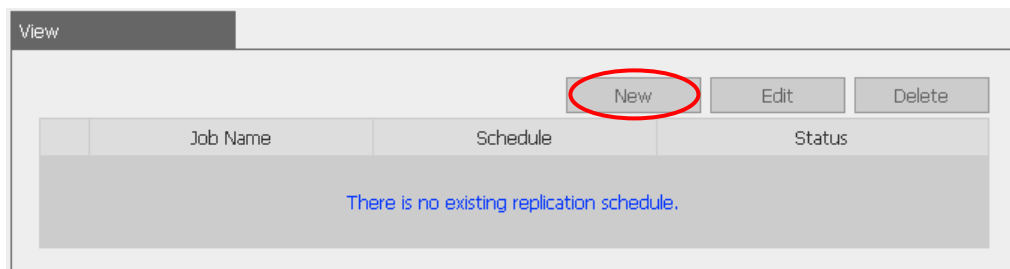 View
New Edit Delete
Job Name Schedule Status
There is no existing replication schedule.